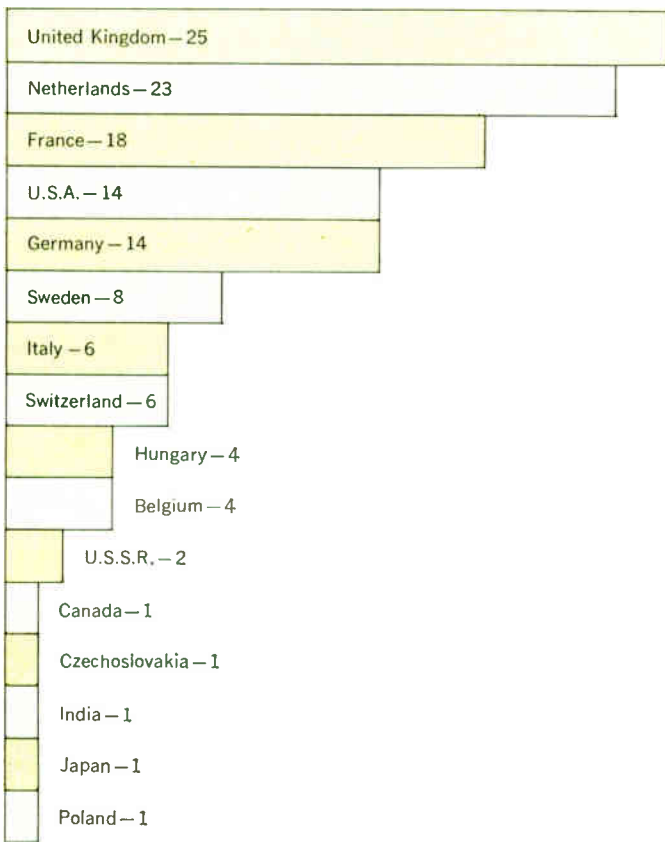 United Kingdom—25
Netherlands—23
France—18
U.S.A.—14
Germany—14
Sweden—8
Italy—6
Switzerland—6
Hungary—4
Belgium—4
U.S.S.R.—2
Canada—1
Czechoslovakia—1
India—1
Japan—1
Poland—1